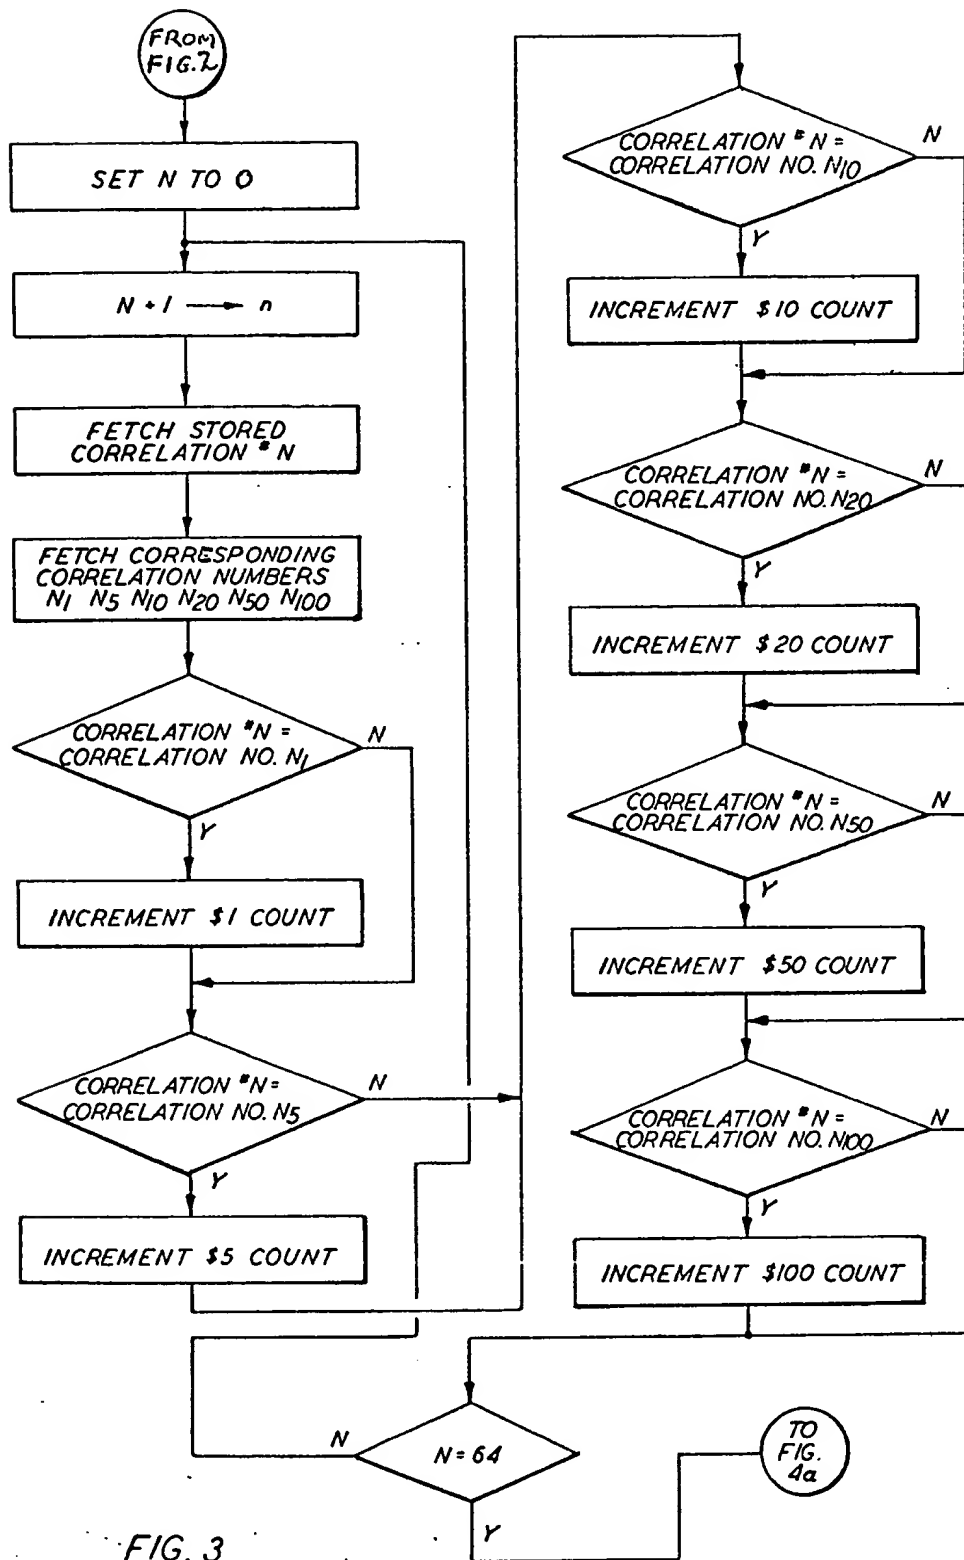 FROM
FIG. 2
SET N TO 0
N + 1 → n
FETCH STORED
CORRELATION # N
FETCH CORRESPONDING
CORRELATION NUMBERS
N1 N5 N10 N20 N50 N100
CORRELATION #N =
CORRELATION NO. N1
N
Y
INCREMENT $1 COUNT
CORRELATION #N =
CORRELATION NO. N5
N
Y
INCREMENT $5 COUNT
CORRELATION #N =
CORRELATION NO. N10
N
Y
INCREMENT $10 COUNT
CORRELATION #N =
CORRELATION NO. N20
N
Y
INCREMENT $20 COUNT
CORRELATION #N =
CORRELATION NO. N50
N
Y
INCREMENT $50 COUNT
CORRELATION #N =
CORRELATION NO. N100
N
Y
INCREMENT $100 COUNT
N
N = 64
Y
TO
FIG.
4a
FIG. 3